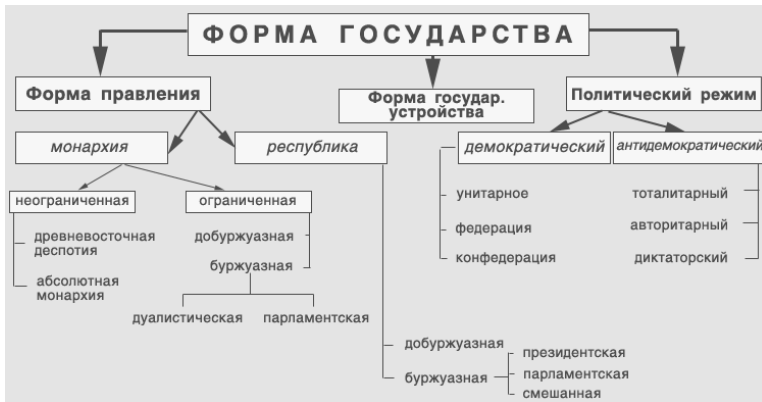 ФОРМА ГОСУДАРСТВА
Форма правления
Форма государ.
устройства
Политический режим
монархия
республика
демократический
антидемократический
неограниченная
ограниченная
унитарное
тоталитарный
древневосточная
деспотия
добуржуазная
федерация
авторитарный
буржуазная
конфедерация
диктаторский
абсолютная
монархия
дуалистическая
парламентская
добуржуазная
президентская
буржуазная
парламентская
смешанная